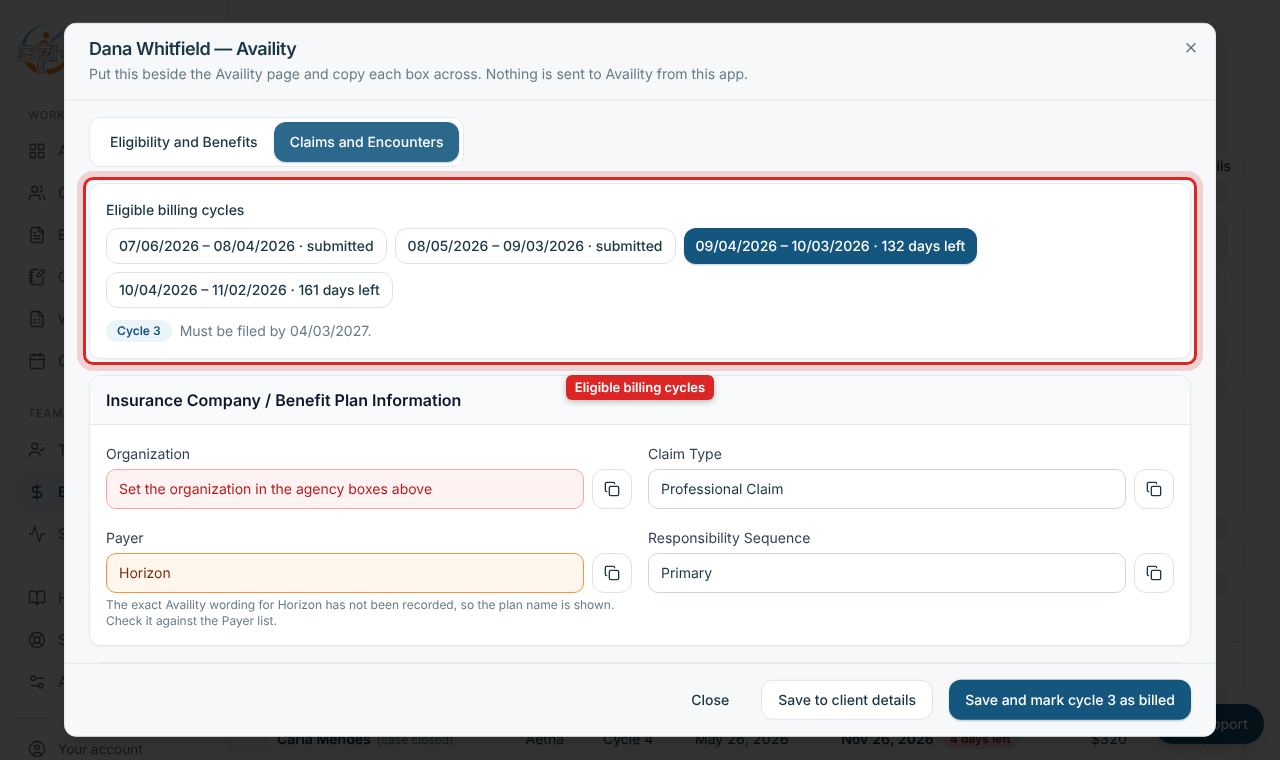 Dana Whitfield — Availity
Put this beside the Availity page and copy each box across. Nothing is sent to Availity from this app.
WORK
ils
Eligibility and Benefits
Claims and Encounters
Eligible billing cycles
07/06/2026 – 08/04/2026 · submitted
08/05/2026 – 09/03/2026 · submitted
09/04/2026 – 10/03/2026 · 132 days left
10/04/2026 – 11/02/2026 · 161 days left
Cycle 3 Must be filed by 04/03/2027.
Eligible billing cycles
TEAM
Insurance Company / Benefit Plan Information
Organization
Set the organization in the agency boxes above
Claim Type
Professional Claim
Payer
Horizon
The exact Availity wording for Horizon has not been recorded, so the plan name is shown.
Check it against the Payer list.
Responsibility Sequence
Primary
Close
Save to client details
Save and mark cycle 3 as billed
port
Your account
Carla Mendes (case closed) Aetna Cycle 4 May 26, 2026 Nov 26, 2026 4 days left $320